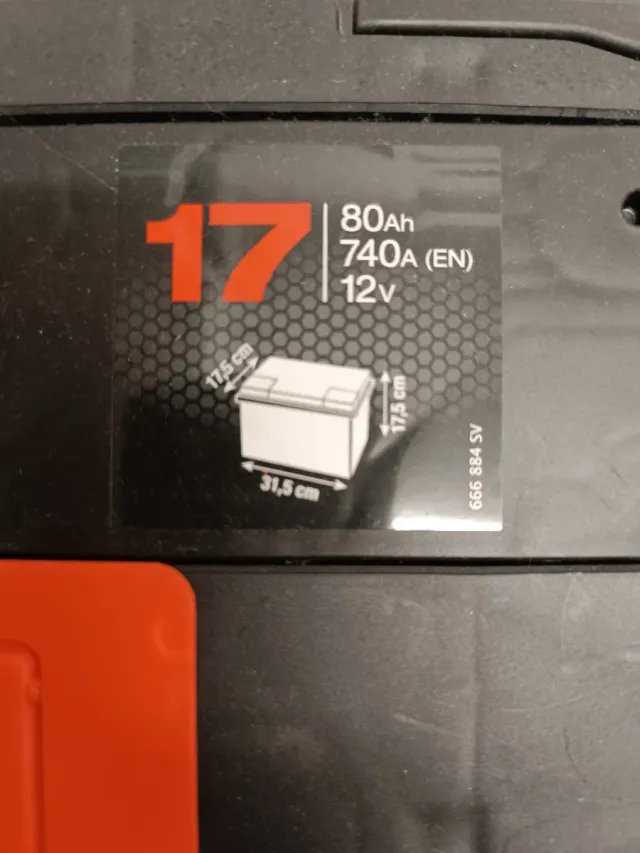 17
80Ah
740A (EN)
12V
17,5 cm
17,5 cm
31,5 cm
666 884 SV